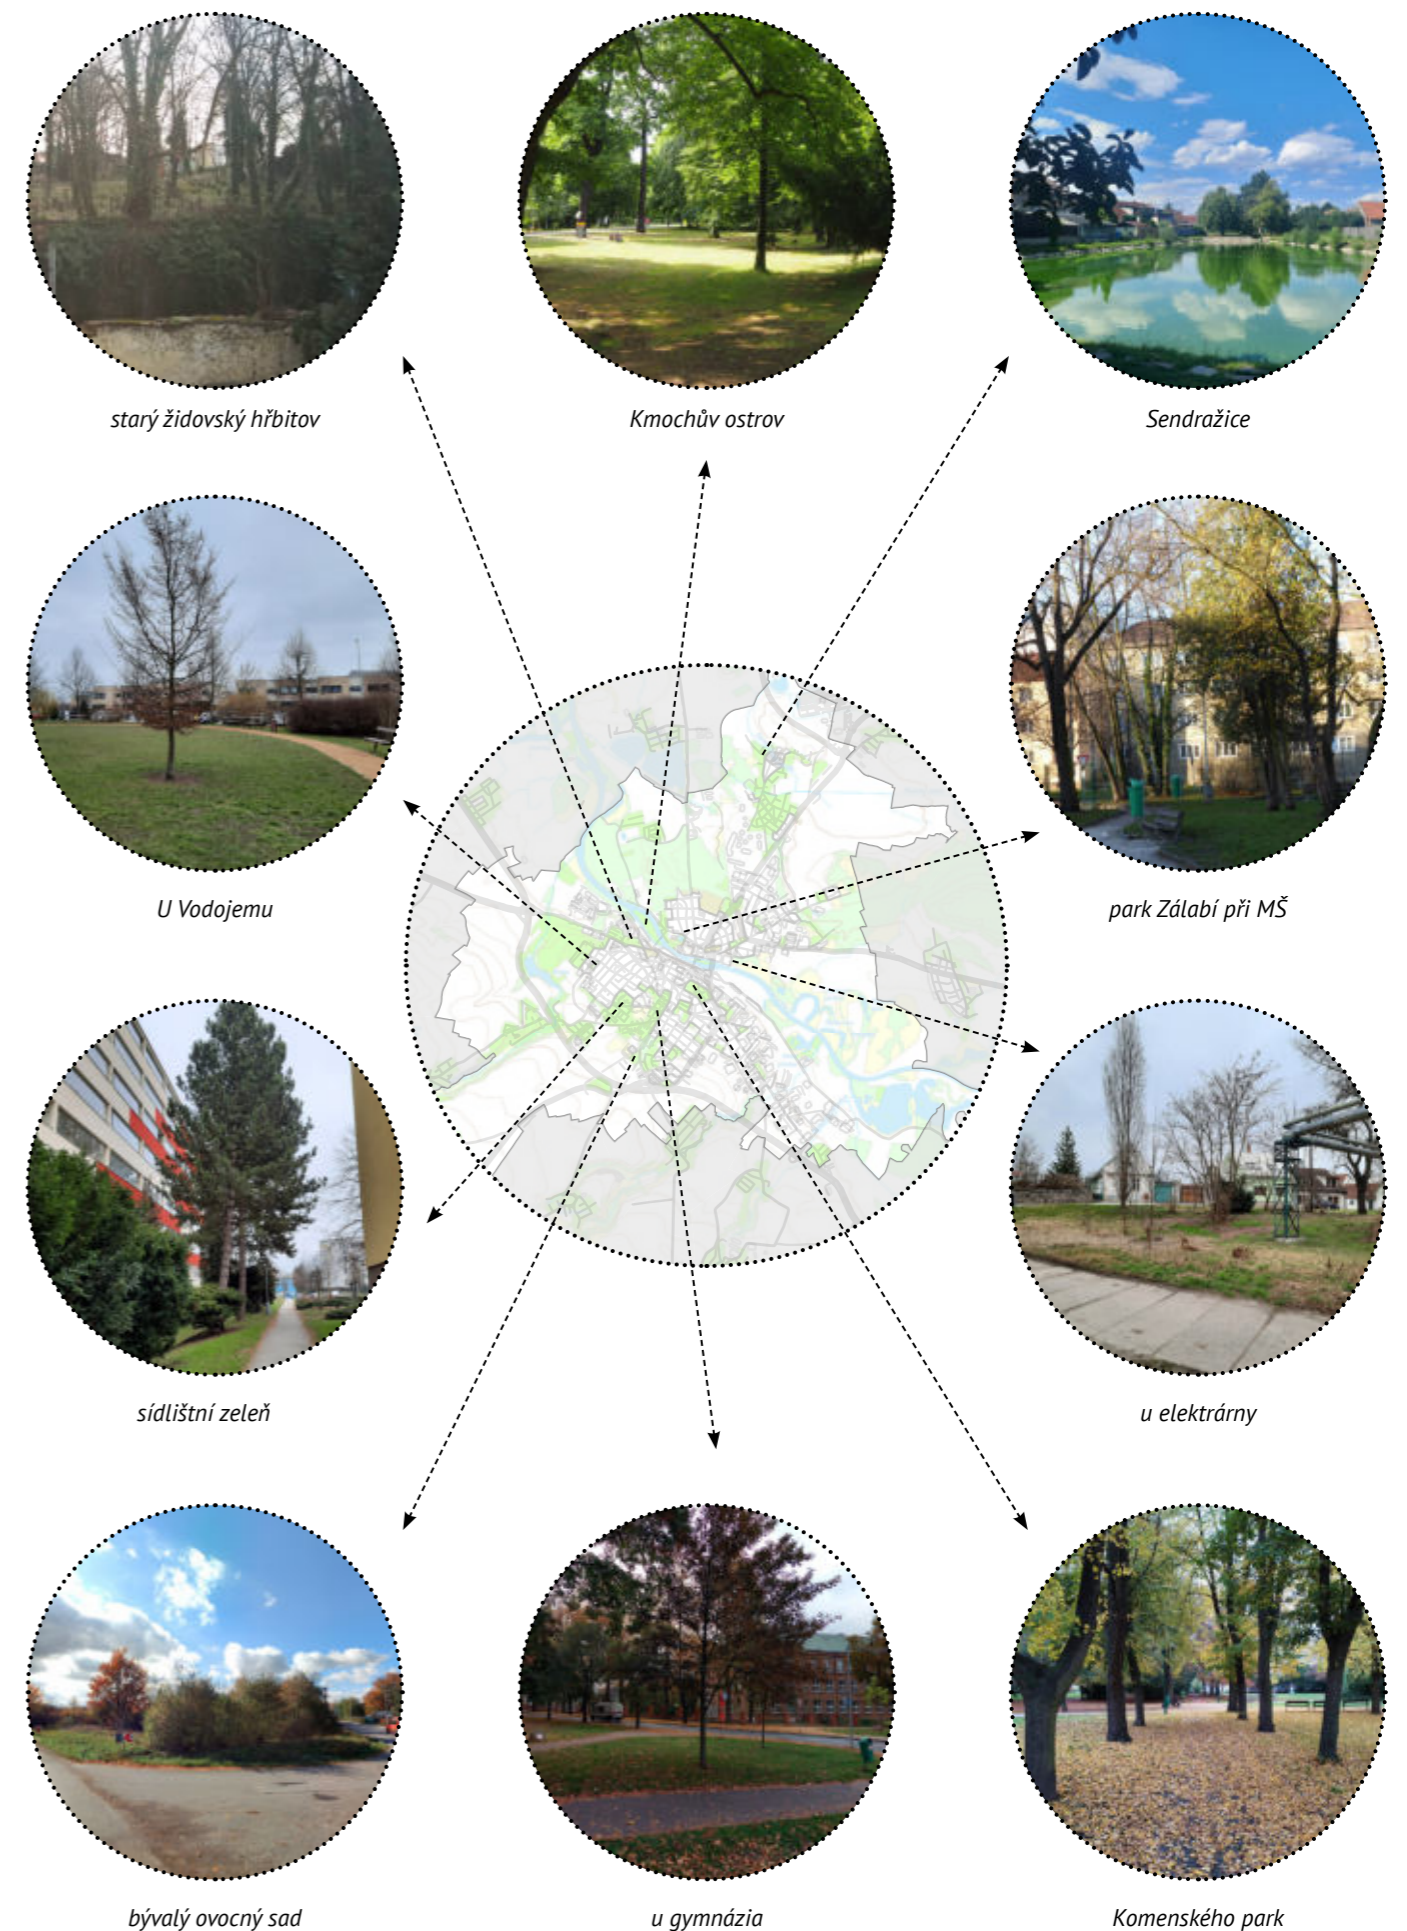 starý židovský hřbitov
Kmochův ostrov
Sendražice
U Vodojemu
park Zálabí při MŠ
sídlištní zeleň
u elektrárny
bývalý ovocný sad
u gymnázia
Komenského park